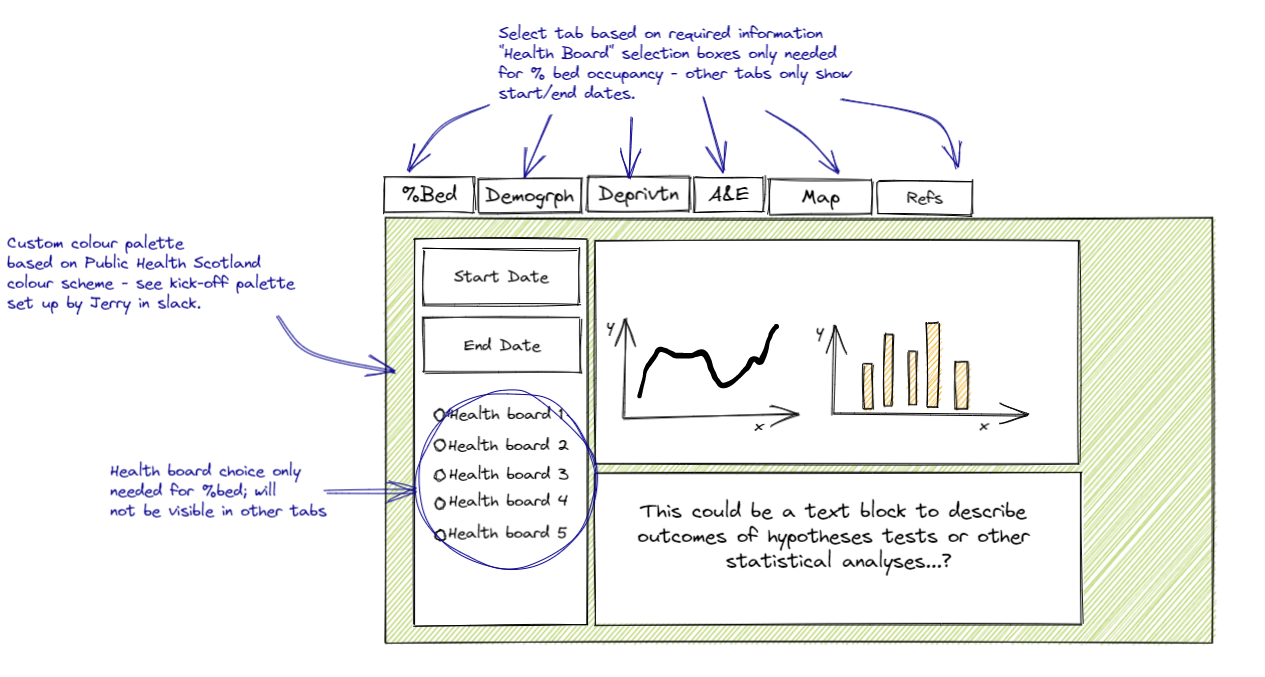 Select tab based on required information
"Health Board" selection boxes only needed
for % bed occupancy - other tabs only show
start/end dates.
%Bed
Demogrph
Deprivtn
A&E
Map
Refs
Custom colour palette
based on Public Health Scotland
colour scheme - see kick-off palette
set up by Jerry in slack.
Start Date
End Date
Health board 1
Health board 2
Health board 3
Health board 4
Health board 5
Health board choice only
needed for %bed; will
not be visible in other tabs
y
x
y
x
This could be a text block to describe
outcomes of hypotheses tests or other
statistical analyses...?